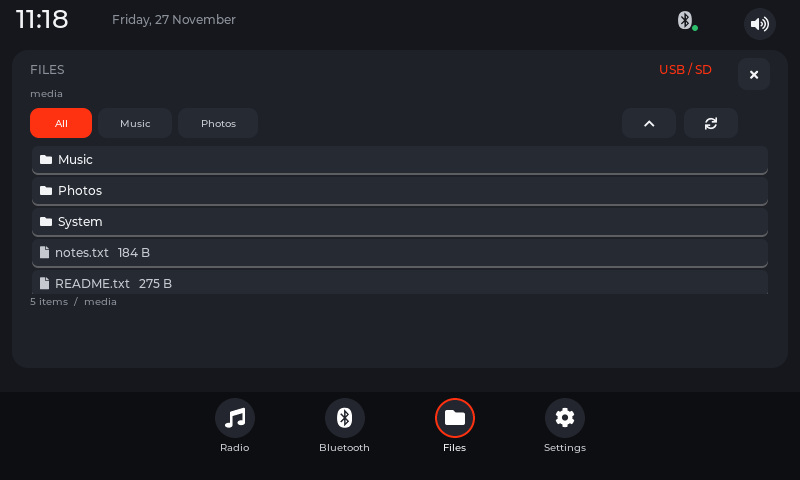 11:18
Friday, 27 November
FILES
USB / SD
media
All
Music
Photos
Music
Photos
System
notes.txt 184 B
README.txt 275 B
5 items / media
Radio
Bluetooth
Files
Settings